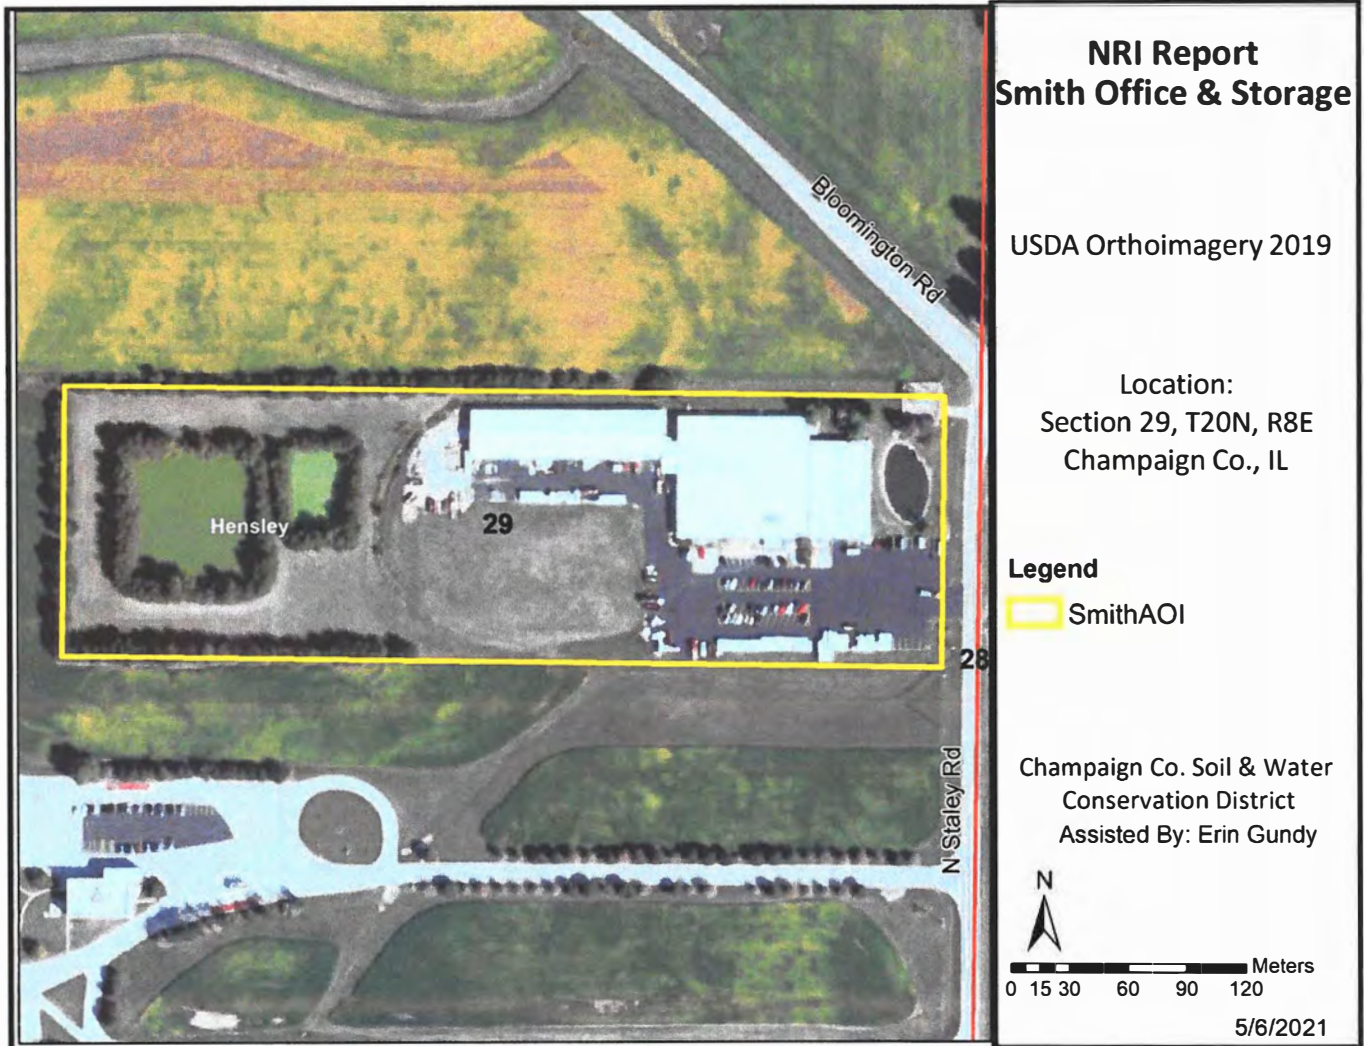 NRI Report
Smith Office & Storage
USDA Orthoimagery 2019
Location:
Section 29, T20N, R8E
Champaign Co., IL
Legend
SmithAOI
Champaign Co. Soil & Water
Conservation District
Assisted By: Erin Gundy
N
Meters
0 15 30 60 90 120
5/6/2021
Bloomington Rd
Hensley
29
28
N Staley Rd